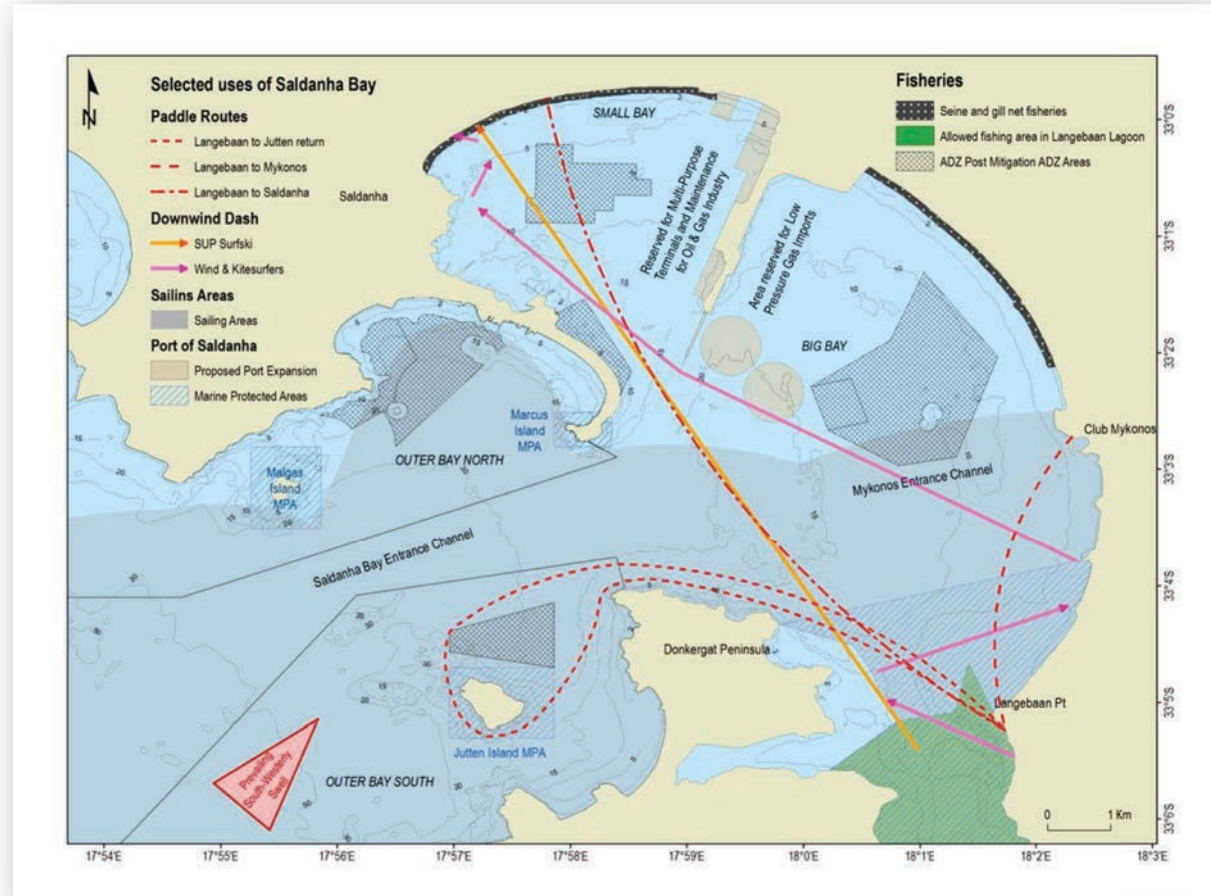 Selected uses of Saldanha Bay
Paddle Routes
Langebaan to Jutten return
Langebaan to Mykonos
Langebaan to Saldanha
Downwind Dash
SUP Surfski
Wind & Kitesurfers
Sailins Areas
Sailing Areas
Port of Saldanha
Proposed Port Expansion
Marine Protected Areas
N
Fisheries
Seine and gill net fisheries
Allowed fishing area in Langebaan Lagoon
ADZ Post Mitigation ADZ Areas
SMALL BAY
Saldanha
Reserved for Multi-Purpose
Terminals and Maintenance
for Oil & Gas Industry
Area reserved for Low
Pressure Gas Imports
BIG BAY
Marcus
Island
MPA
Club Mykonos
OUTER BAY NORTH
Malgas
Island
MPA
Mykonos Entrance Channel
Saldanha Bay Entrance Channel
Donkergat Peninsula
Langebaan Pt
Jutten Island MPA
Prevailing
South-Westerly
Swell
OUTER BAY SOUTH
0 1 Km
33°0'S
33°1'S
33°2'S
33°3'S
33°4'S
33°5'S
33°6'S
17°54'E 17°55'E 17°56'E 17°57'E 17°58'E 17°59'E 18°0'E 18°1'E 18°2'E 18°3'E